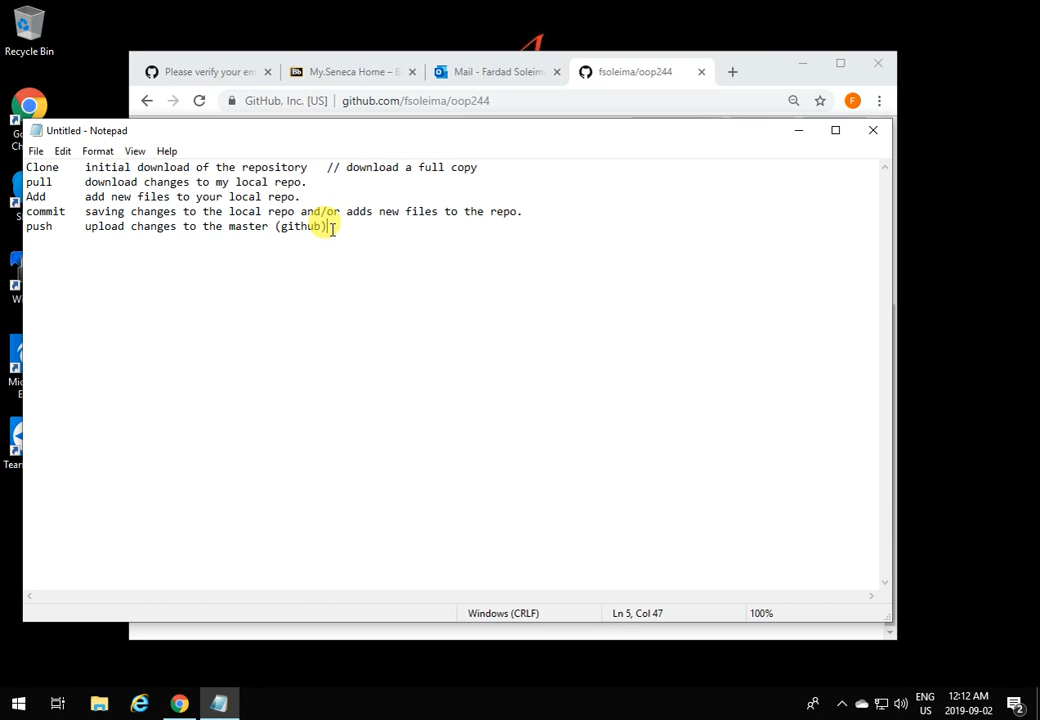 Recycle Bin
Please verify your em
My.Seneca Home – B
Mail - Fardad Soleim
fsoleima/oop244
GitHub, Inc. [US]
github.com/fsoleima/oop244
F
Untitled - Notepad
File Edit Format View Help
Clone initial download of the repository // download a full copy
pull download changes to my local repo.
Add add new files to your local repo.
commit saving changes to the local repo and/or adds new files to the repo.
push upload changes to the master (github)
Windows (CRLF)
Ln 5, Col 47
100%
ENG
US
12:12 AM
2019-09-02
2